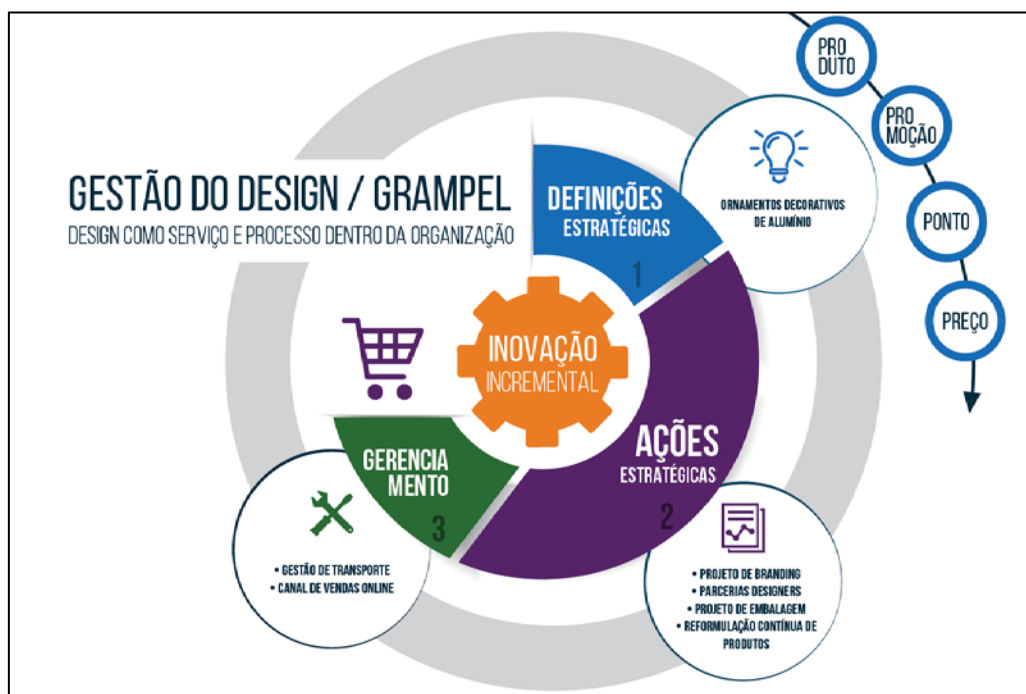 GESTÃO DO DESIGN / GRAMPEL
DESIGN COMO SERVIÇO E PROCESSO DENTRO DA ORGANIZAÇÃO
DEFINIÇÕES
ESTRATÉGICAS
1
ORNAMENTOS DECORATIVOS
DE ALUMÍNIO
PRO
DUTO
PRO
MOÇÃO
PONTO
PREÇO
INOVAÇÃO
INCREMENTAL
AÇÕES
ESTRATÉGICAS
2
• PROJETO DE BRANDING
• PARCERIAS DESIGNERS
• PROJETO DE EMBALAGEM
• REFORMULAÇÃO CONTÍNUA DE
PRODUTOS
GERENCIA
MENTO
3
• GESTÃO DE TRANSPORTE
• CANAL DE VENDAS ONLINE